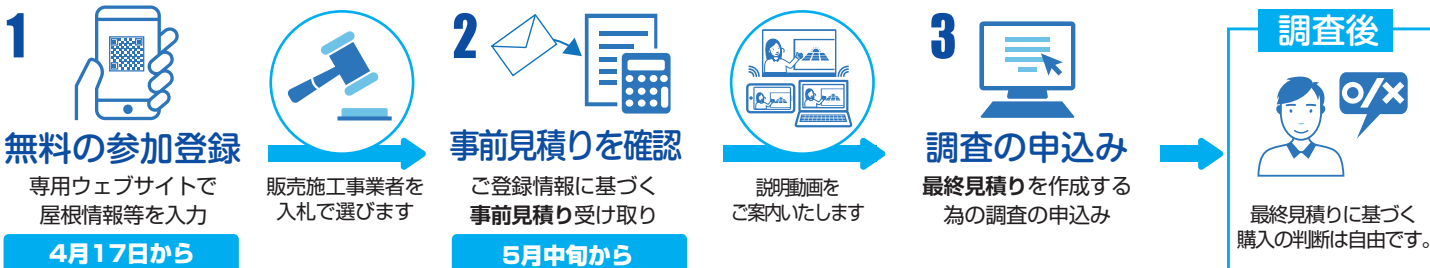 1
無料の参加登録
専用ウェブサイトで
屋根情報等を入力
4月17日から
販売施工事業者を
入札で選びます
2
事前見積りを確認
ご登録情報に基づく
事前見積り受け取り
5月中旬から
説明動画を
ご案内いたします
3
調査の申込み
最終見積りを作成する
為の調査の申込み
調査後
o/×
最終見積りに基づく
購入の判断は自由です。